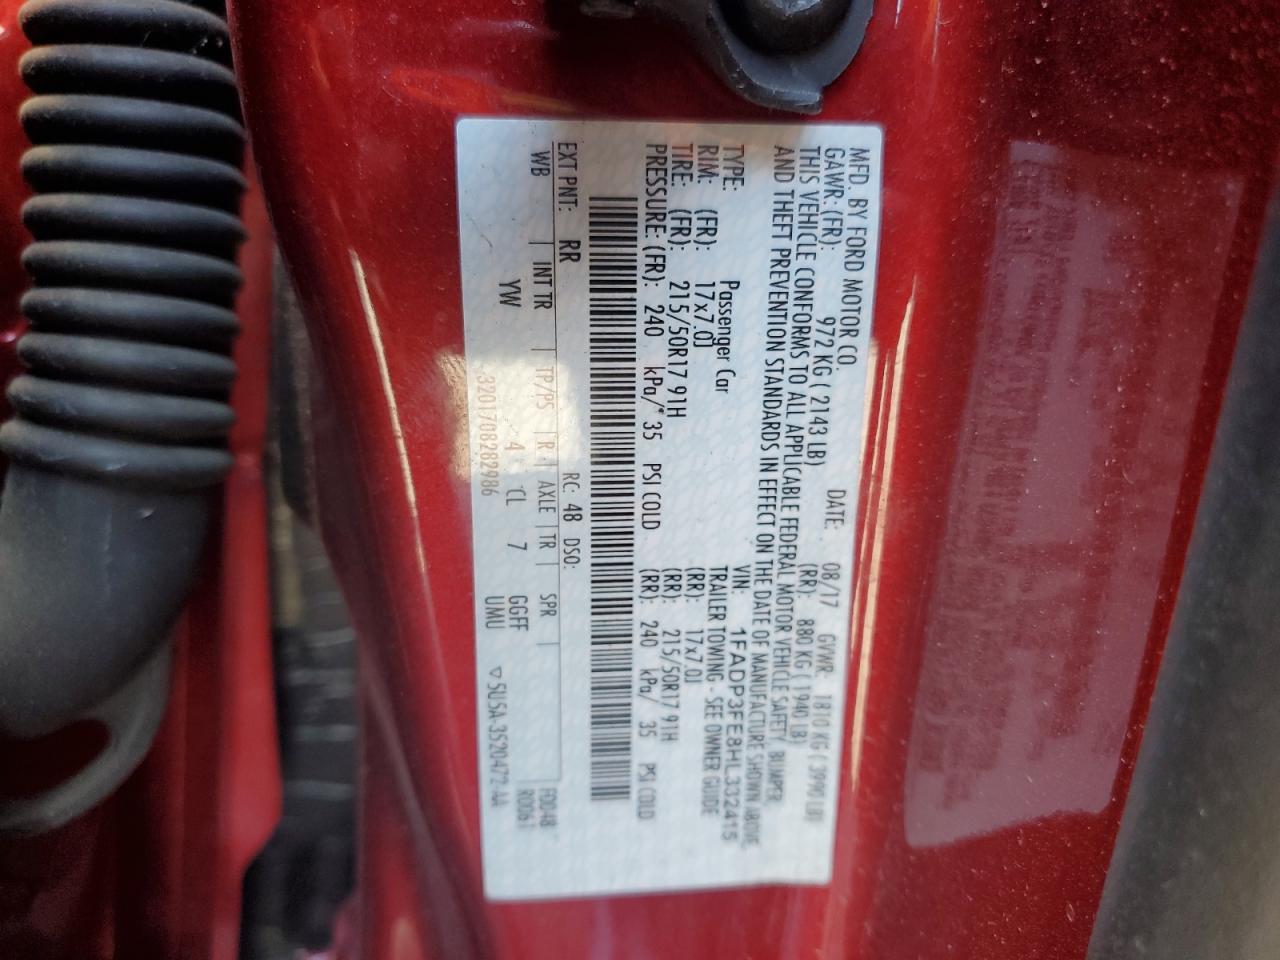 MFD. BY FORD MOTOR CO.
DATE: 08/17 GVWR: 1810 KG ( 3990 LB)
GAWR: (FR): 972 KG ( 2143 LB) (RR): 880 KG ( 1940 LB)
THIS VEHICLE CONFORMS TO ALL APPLICABLE FEDERAL MOTOR VEHICLE SAFETY, BUMPER,
AND THEFT PREVENTION STANDARDS IN EFFECT ON THE DATE OF MANUFACTURE SHOWN ABOVE.
VIN: 1FADP3FE8HL332415
TYPE: Passenger Car TRAILER TOWING - SEE OWNER GUIDE
RIM: (FR): 17x7.0J (RR): 17x7.0J
TIRE: (FR): 215/50R17 91H (RR): 215/50R17 91H
PRESSURE: (FR): 240 kPa/ 35 PSI COLD (RR): 240 kPa/ 35 PSI COLD
EXT PNT: RR RC: 48 DSO:
WB INT TR TP/PS R AXLE TR SPR F0048
YW 4 CL 7 GGFF R0061
UMU
320170828986 ▽ 5U5A-3520472-AA